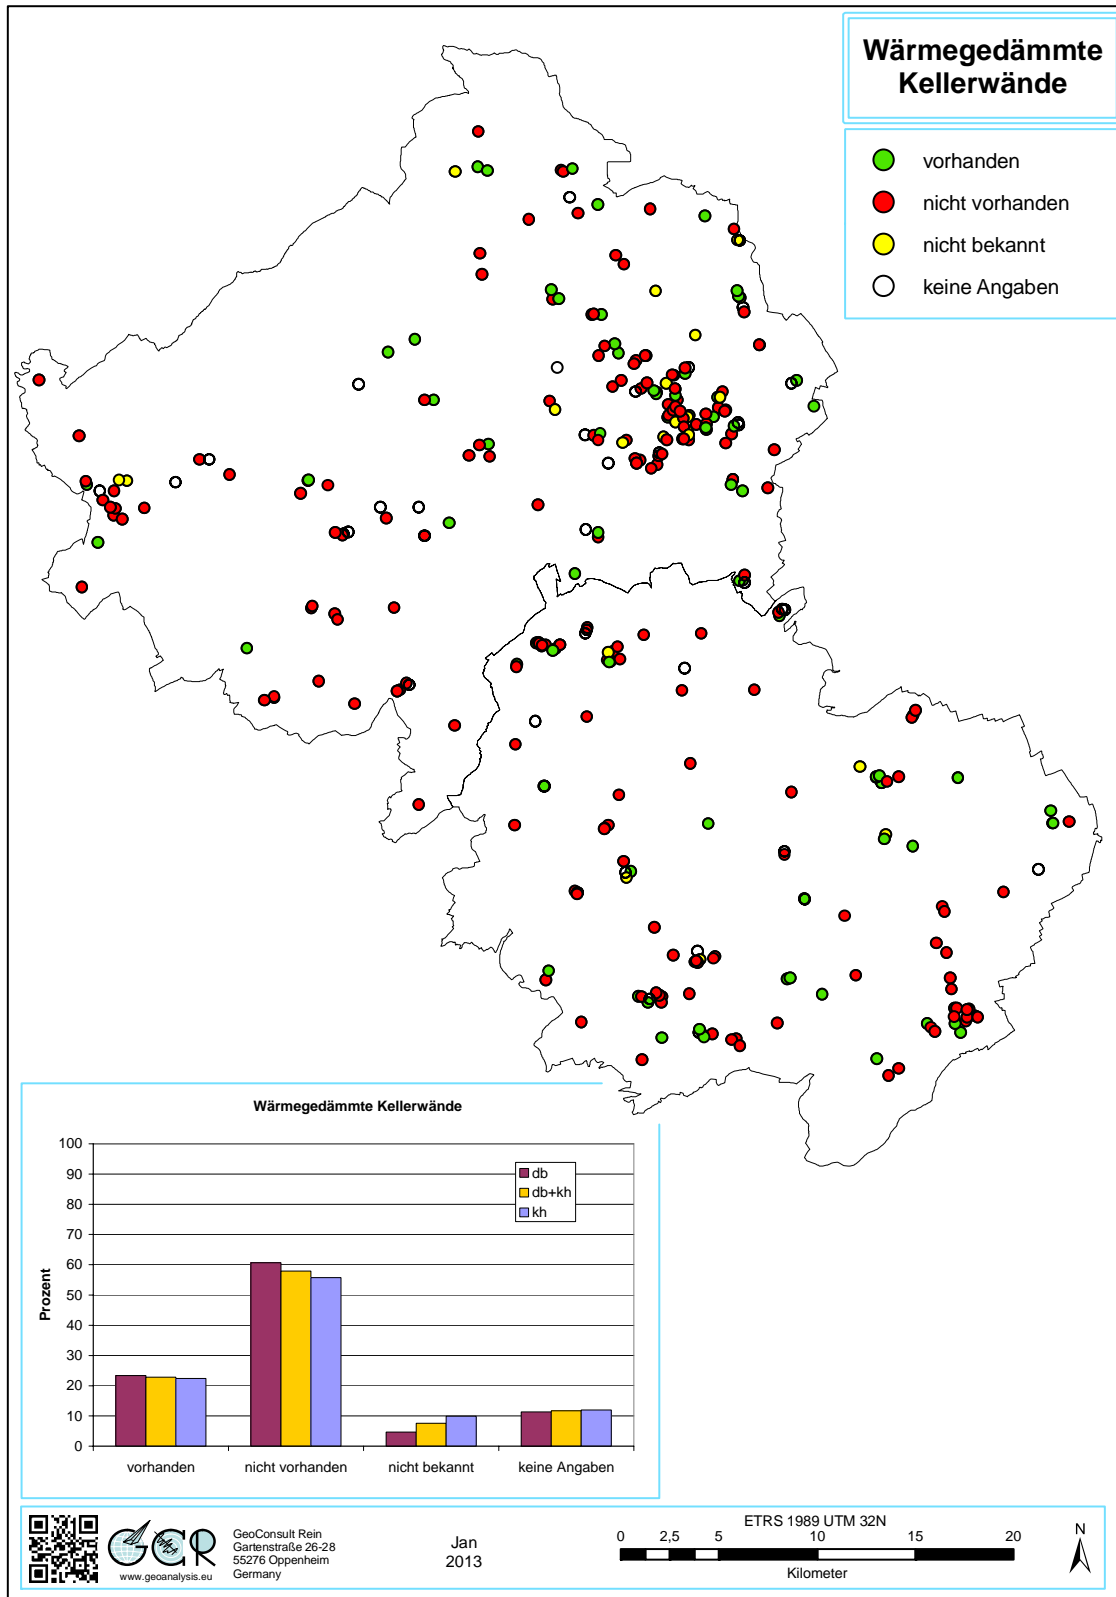 Wärmegedämmte
Kellerwände
vorhanden
nicht vorhanden
nicht bekannt
keine Angaben
Wärmegedämmte Kellerwände
100
90
80
70
60
50
40
30
20
10
0
Prozent
db
db+kh
kh
vorhanden
nicht vorhanden
nicht bekannt
keine Angaben
GCR
www.geoanalysis.eu
GeoConsult Rein
Gartenstraße 26-28
55276 Oppenheim
Germany
Jan
2013
ETRS 1989 UTM 32N
0 2,5 5 10 15 20
Kilometer
N